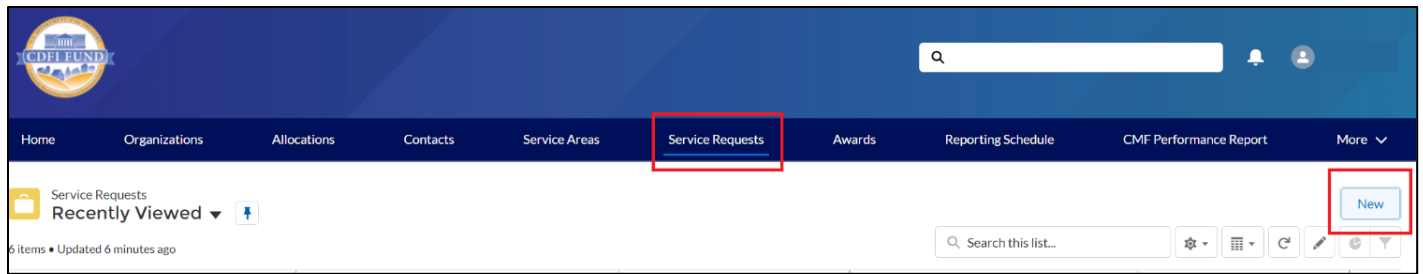 CDFI FUND
Home Organizations Allocations Contacts Service Areas Service Requests Awards Reporting Schedule CMF Performance Report More
Service Requests
Recently Viewed
New
6 items • Updated 6 minutes ago
Search this list...